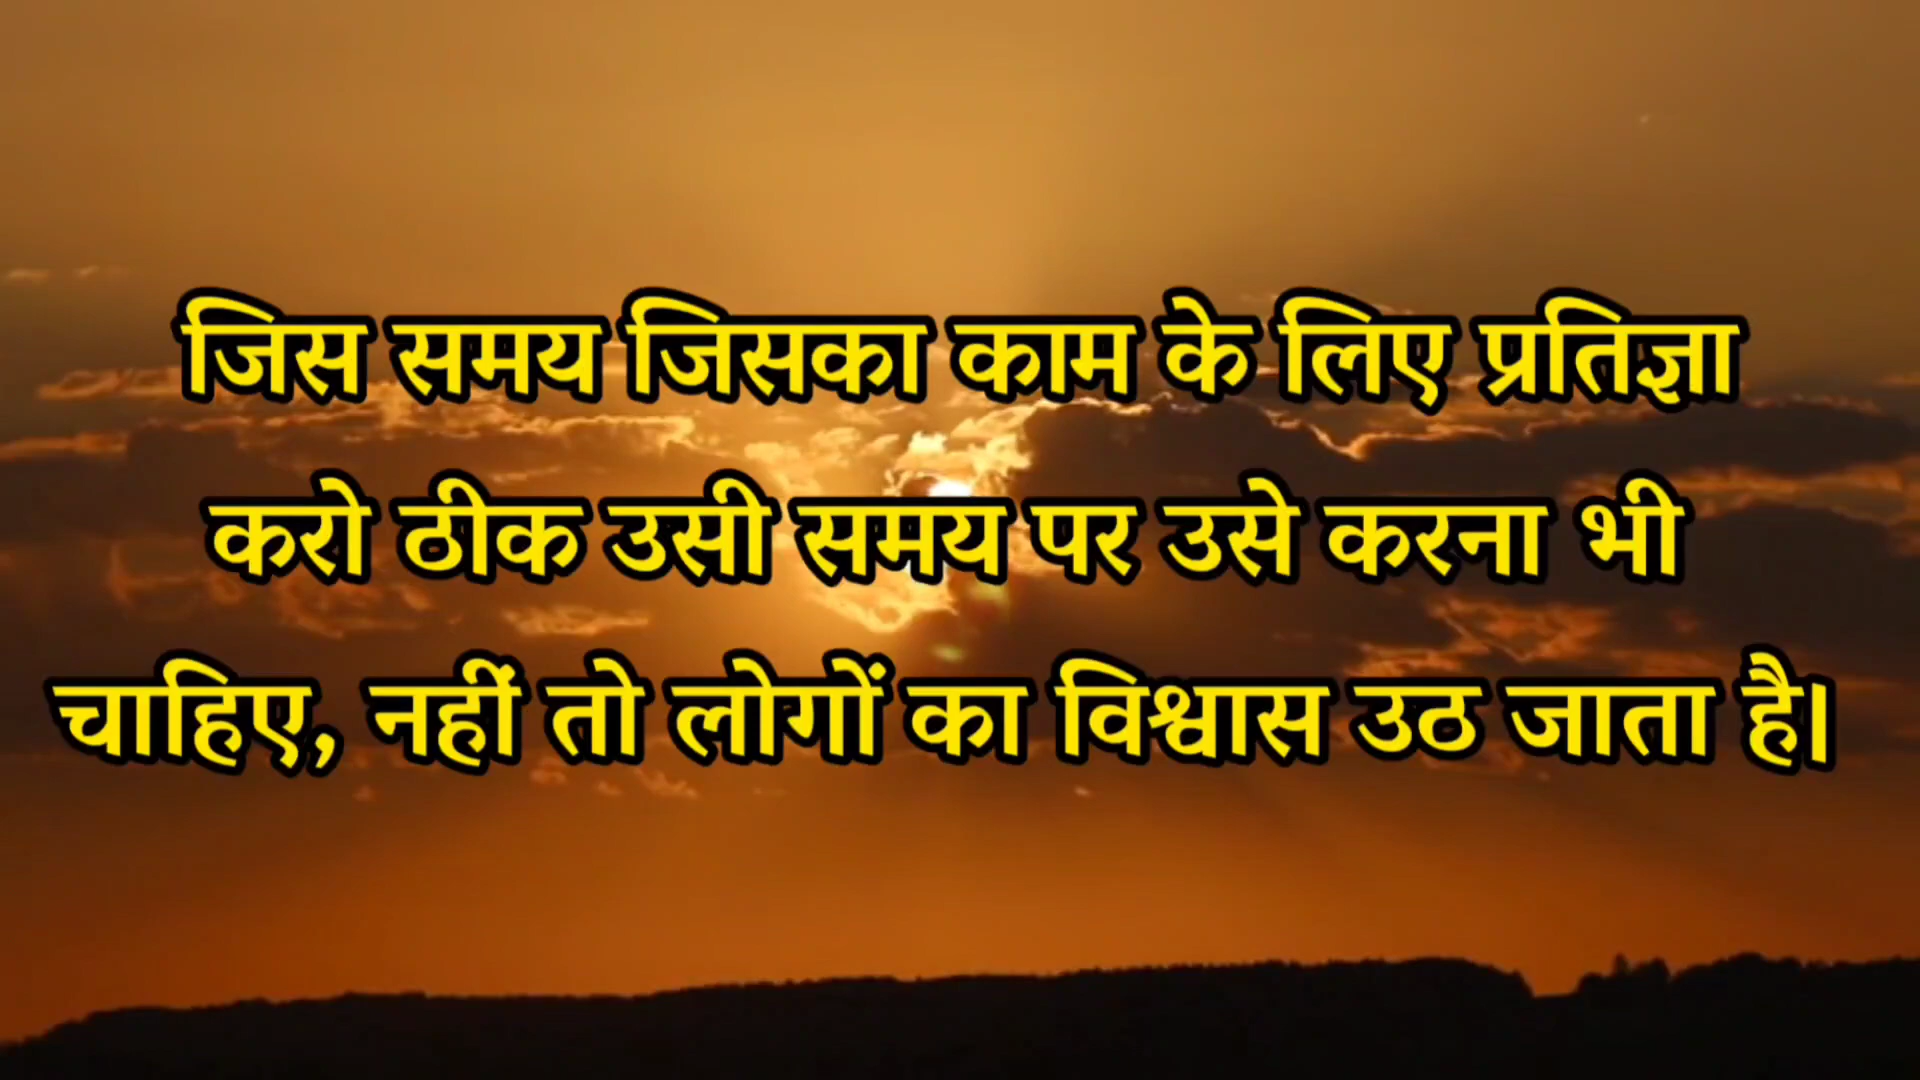 जिस समय जिसका काम के लिए प्रतिज्ञा
करो ठीक उसी समय पर उसे करना भी
चाहिए, नहीं तो लोगों का विश्वास उठ जाता है।